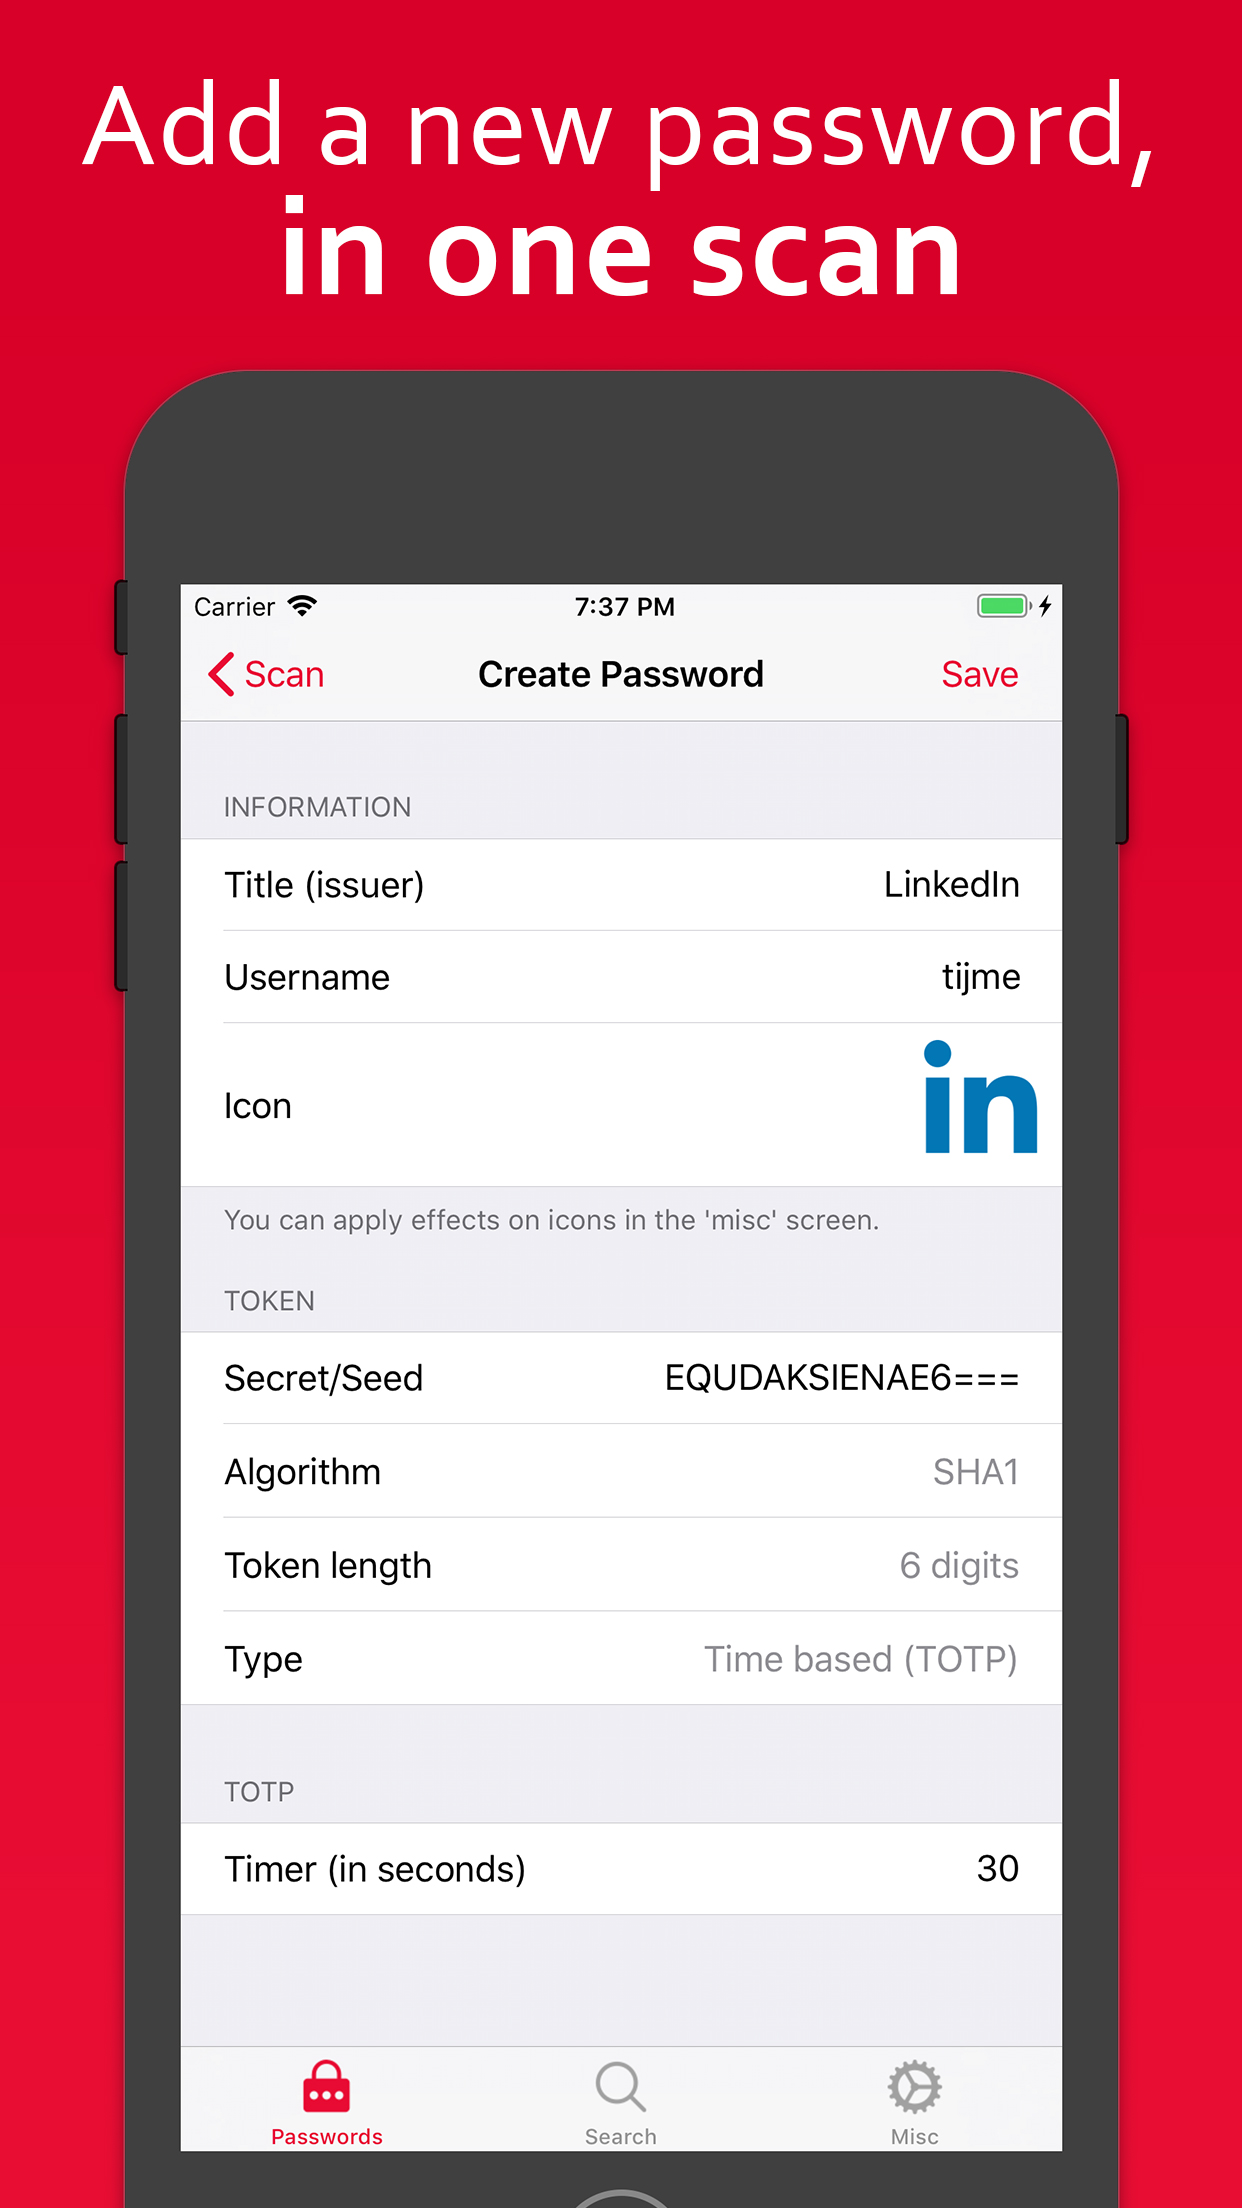 Add a new password,
in one scan
Carrier 7:37 PM
Scan Create Password Save
INFORMATION
Title (issuer) LinkedIn
Username tijme
Icon in
You can apply effects on icons in the 'misc' screen.
TOKEN
Secret/Seed EQUDAKSIENAE6===
Algorithm SHA1
Token length 6 digits
Type Time based (TOTP)
TOTP
Timer (in seconds) 30
Passwords Search Misc